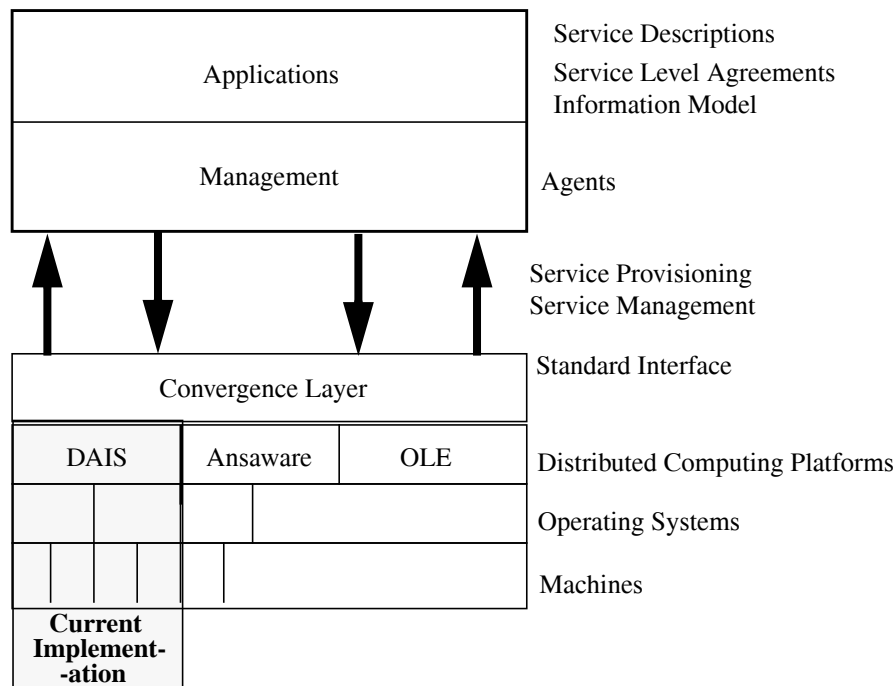 Service Descriptions
Applications
Service Level Agreements
Information Model
Management
Agents
Service Provisioning
Service Management
Standard Interface
Convergence Layer
DAIS
Ansaware
OLE
Distributed Computing Platforms
Operating Systems
Machines
Current
Implement-
-ation